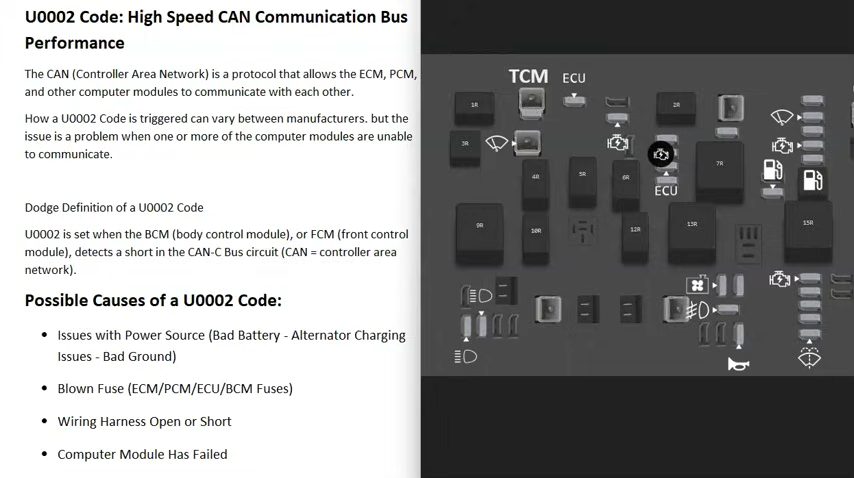 U0002 Code: High Speed CAN Communication Bus
Performance
The CAN (Controller Area Network) is a protocol that allows the ECM, PCM,
and other computer modules to communicate with each other.
How a U0002 Code is triggered can vary between manufacturers. but the
issue is a problem when one or more of the computer modules are unable
to communicate.
Dodge Definition of a U0002 Code
U0002 is set when the BCM (body control module), or FCM (front control
module), detects a short in the CAN-C Bus circuit (CAN = controller area
network).
Possible Causes of a U0002 Code:
Issues with Power Source (Bad Battery - Alternator Charging
Issues - Bad Ground)
Blown Fuse (ECM/PCM/ECU/BCM Fuses)
Wiring Harness Open or Short
Computer Module Has Failed
TCM ECU
1R 2R
3R
4R 5R 6R 7R
ECU
9R 10R 12R 13R 15R